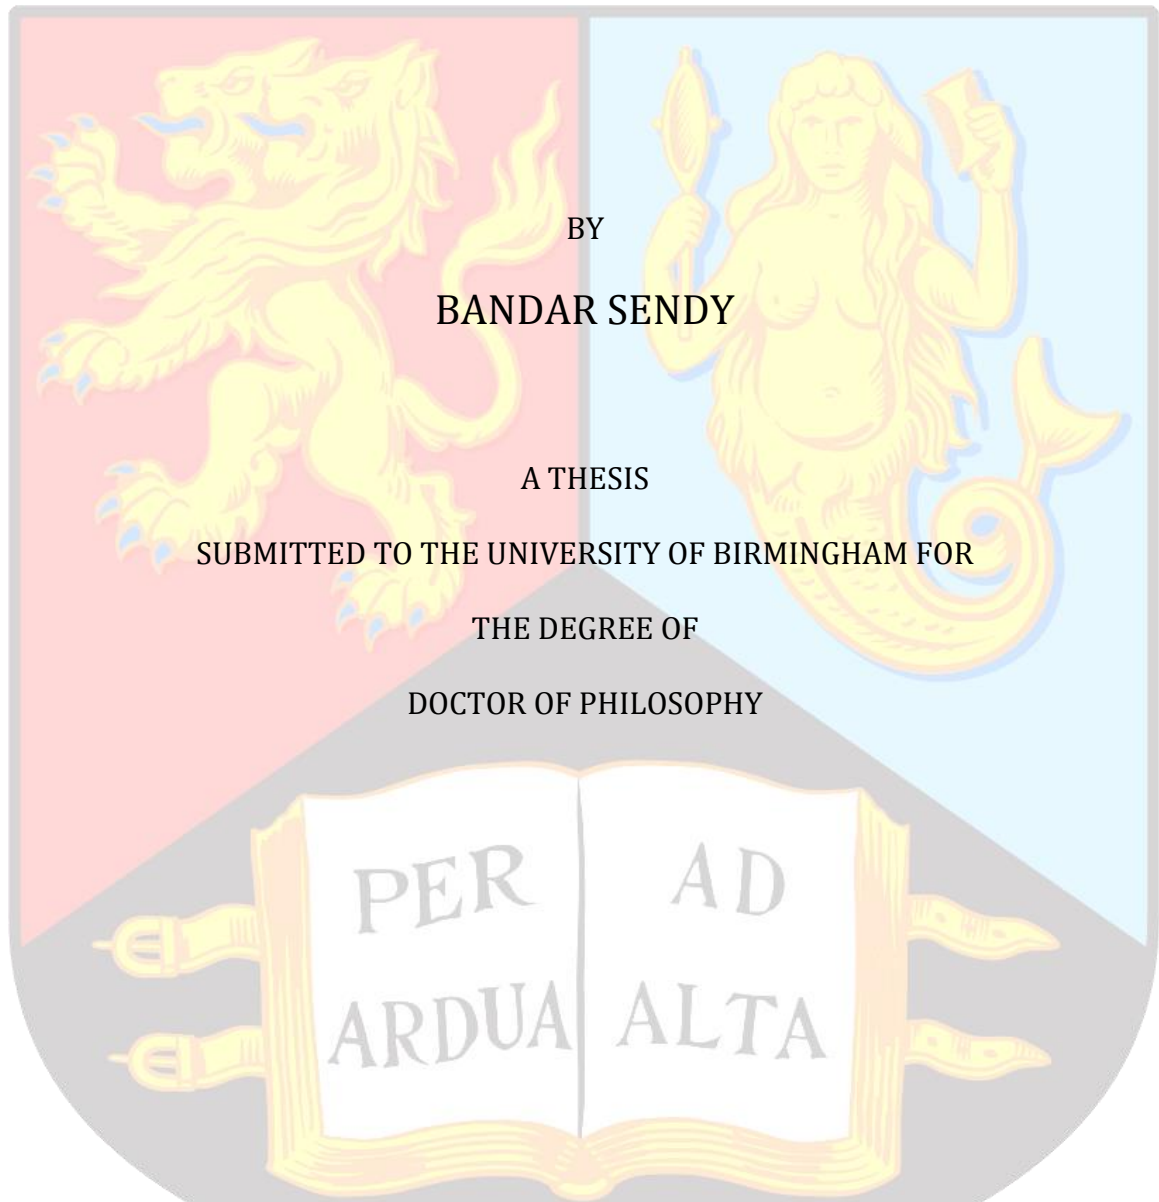 BY
BANDAR SENDY
A THESIS
SUBMITTED TO THE UNIVERSITY OF BIRMINGHAM FOR
THE DEGREE OF
DOCTOR OF PHILOSOPHY
PER
ARDUA
AD
ALTA